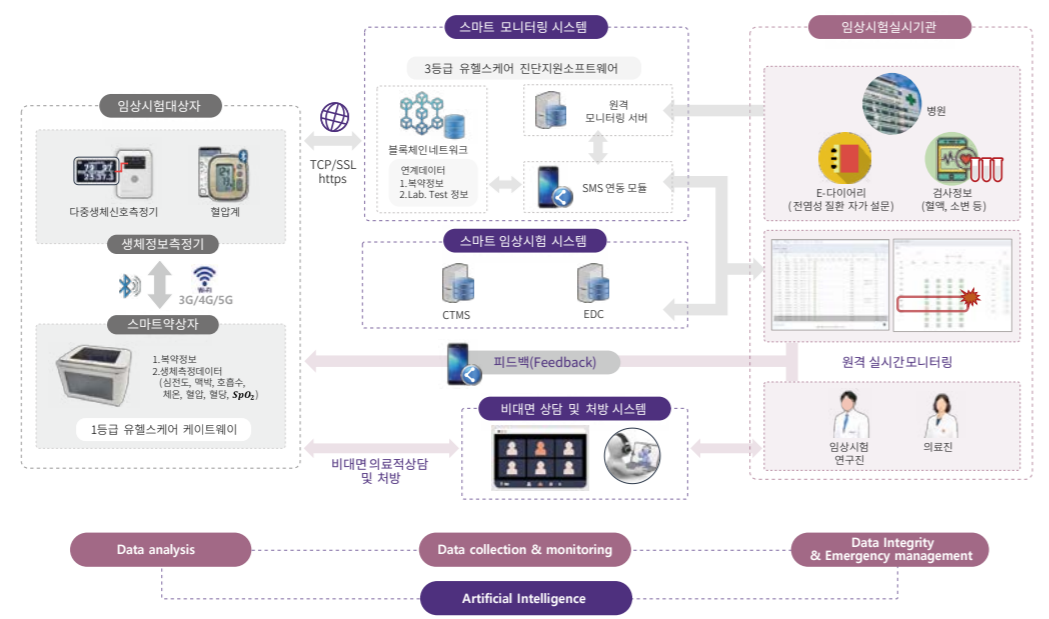 스마트 모니터링 시스템
임상시험실시기관
3등급 유헬스케어 진단지원소프트웨어
임상시험대상자
병원
원격
모니터링 서버
TCP/SSL
https
블록체인네트워크
연계데이터
1.복약정보
2.Lab. Test 정보
SMS 연동 모듈
E-다이어리
(전염성 질환 자가 설문)
검사정보
(혈액, 소변 등)
다중생체신호측정기
혈압계
생체정보측정기
스마트 임상시험 시스템
Wi-Fi
3G/4G/5G
CTMS
EDC
스마트약상자
1.복약정보
2.생체측정데이터
(심전도, 맥박, 호흡수,
체온, 혈압, 혈당, SpO₂)
피드백(Feedback)
원격 실시간모니터링
1등급 유헬스케어 케이트웨이
비대면 상담 및 처방 시스템
비대면 의료적상담
및 처방
임상시험
연구진
의료진
Data analysis
Data collection & monitoring
Data Integrity
& Emergency management
Artificial Intelligence